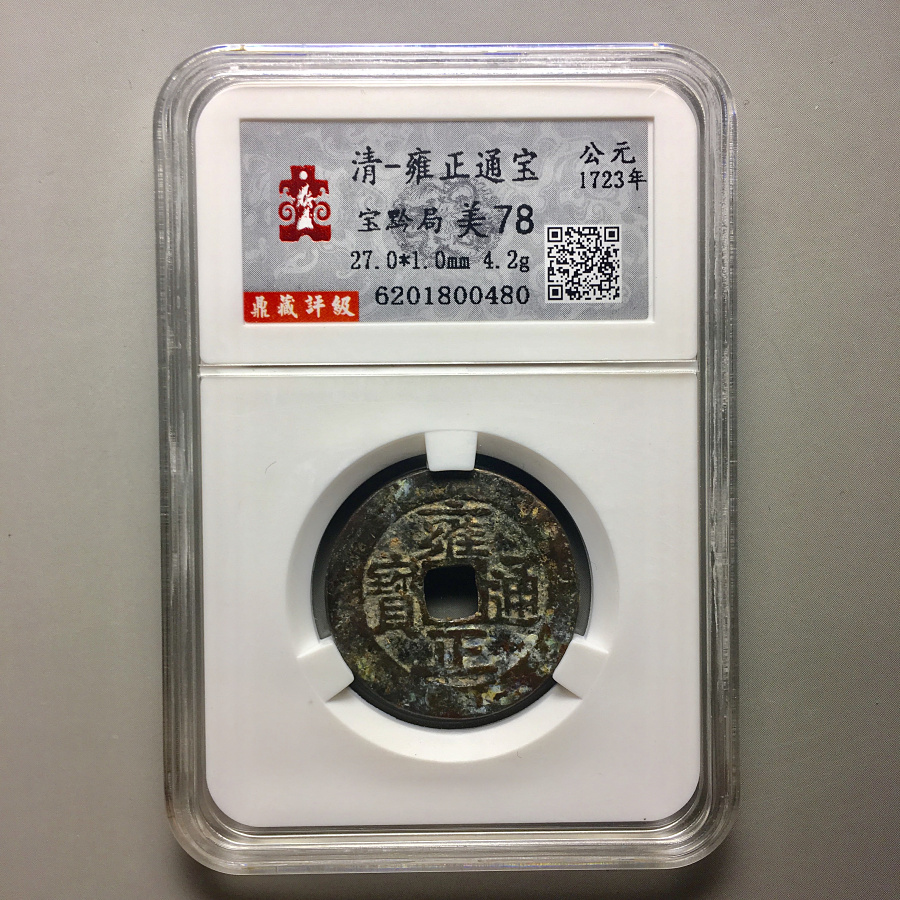 清-雍正通宝
公元
1723年
宝黔局 美78
27.0*1.0mm 4.2g
6201800480
鼎藏評級
雍正通寶